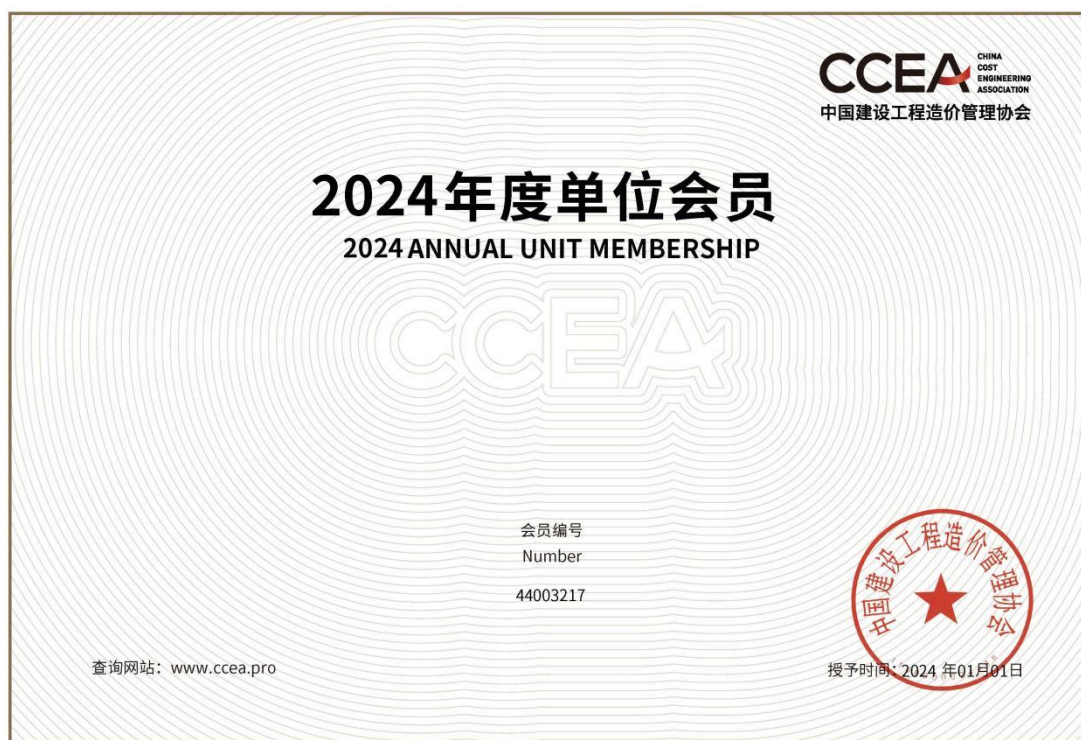 CCEA
CHINA
COST
ENGINEERING
ASSOCIATION
中国建设工程造价管理协会
2024年度单位会员
2024 ANNUAL UNIT MEMBERSHIP
CCEA
会员编号
Number
44003217
中国建设工程造价管理协会
查询网站：www.ccea.pro
授予时间：2024 年01月01日